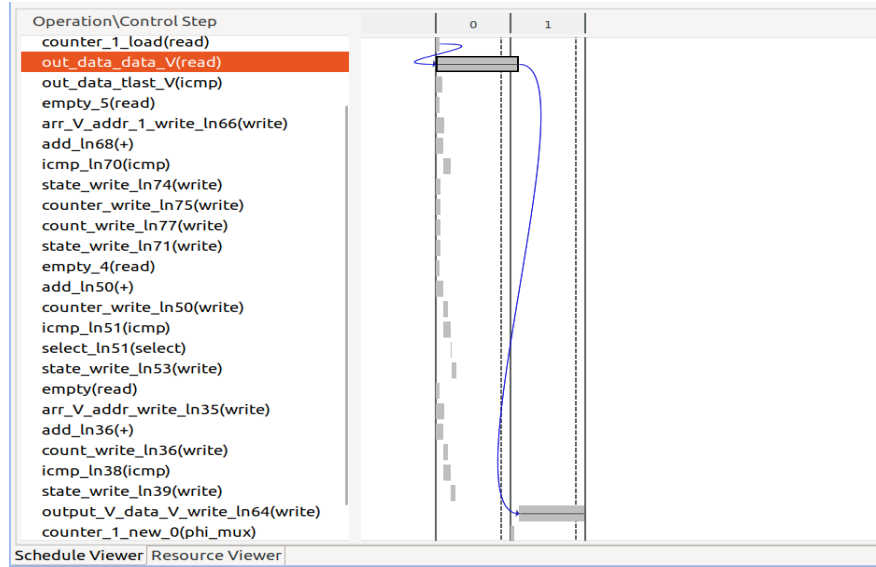 Operation\Control Step 0 1
counter_1_load(read)
out_data_data_V(read)
out_data_tlast_V(icmp)
empty_5(read)
arr_V_addr_1_write_ln66(write)
add_ln68(+)
icmp_ln70(icmp)
state_write_ln74(write)
counter_write_ln75(write)
count_write_ln77(write)
state_write_ln71(write)
empty_4(read)
add_ln50(+)
counter_write_ln50(write)
icmp_ln51(icmp)
select_ln51(select)
state_write_ln53(write)
empty(read)
arr_V_addr_write_ln35(write)
add_ln36(+)
count_write_ln36(write)
icmp_ln38(icmp)
state_write_ln39(write)
output_V_data_V_write_ln64(write)
counter_1_new_0(phi_mux)
Schedule Viewer Resource Viewer